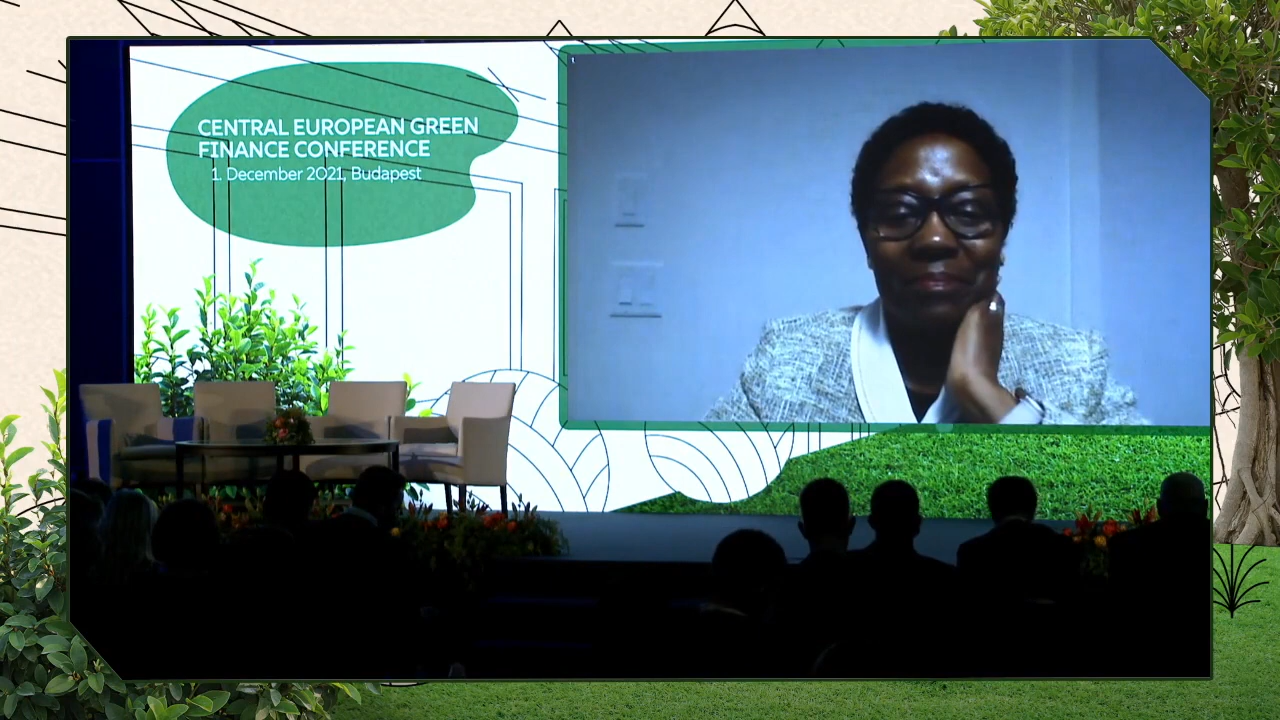 CENTRAL EUROPEAN GREEN
FINANCE CONFERENCE
1. December 2021, Budapest